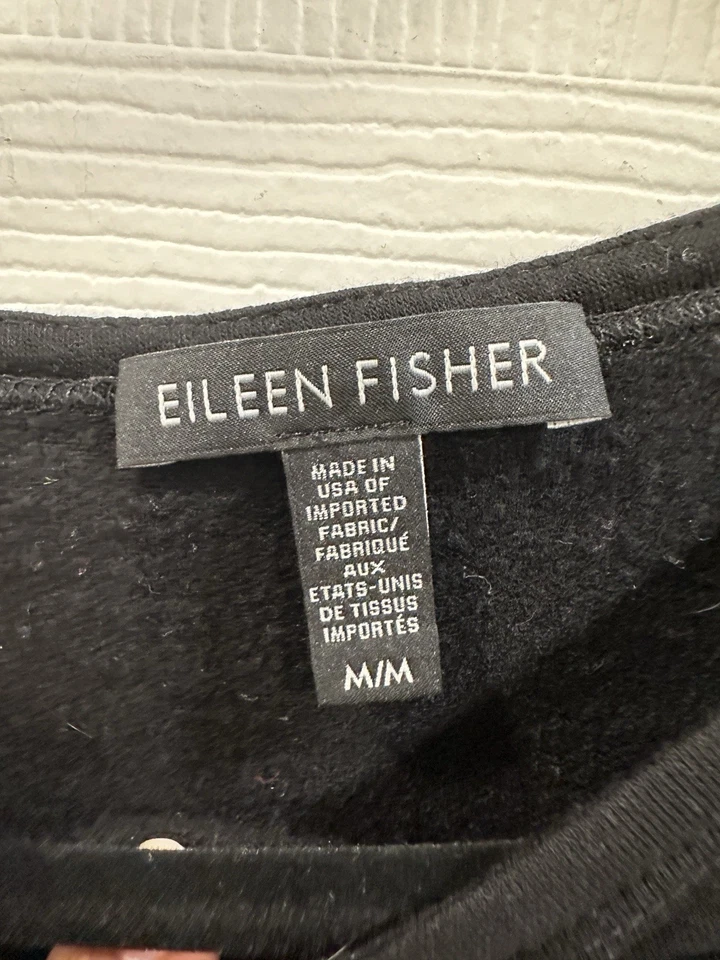 EILEEN FISHER
MADE IN
USA OF
IMPORTED
FABRIC/
FABRIQUÉ
AUX
ETATS-UNIS
DE TISSUS
IMPORTÉS
M/M